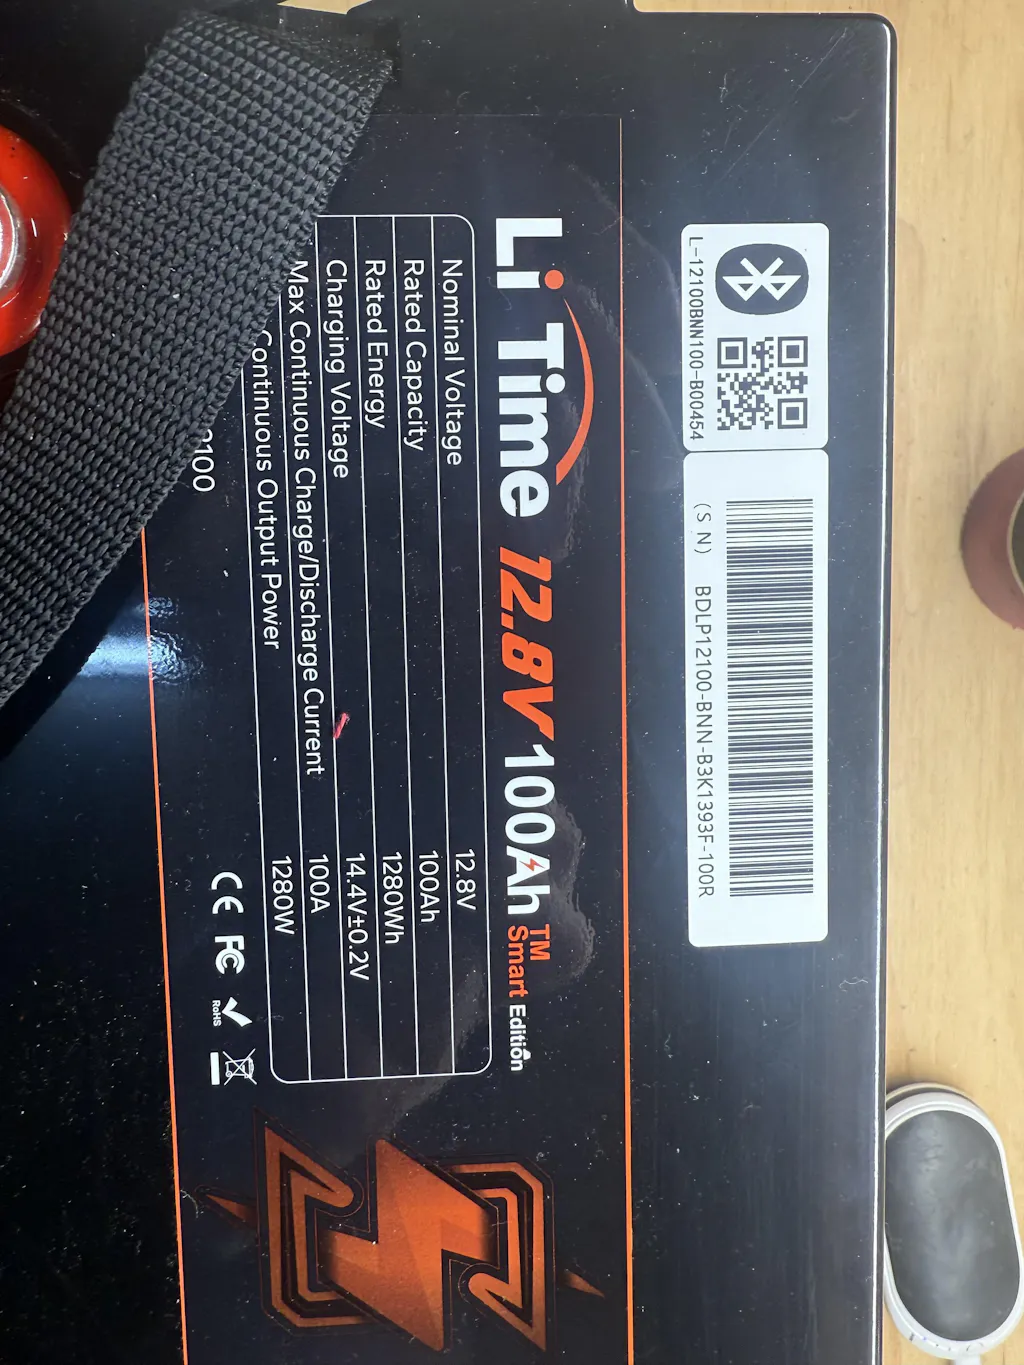 L-12100BNN100-B00454
(SN) BDLP12100-BNN-B3K1393F-100R
Li Time 12.8V 100Ah TM Smart Edition
Nominal Voltage 12.8V
Rated Capacity 100Ah
Rated Energy 1280Wh
Charging Voltage 14.4V±0.2V
Max Continuous Charge/Discharge Current 100A
Continuous Output Power 1280W
CE FC RoHS